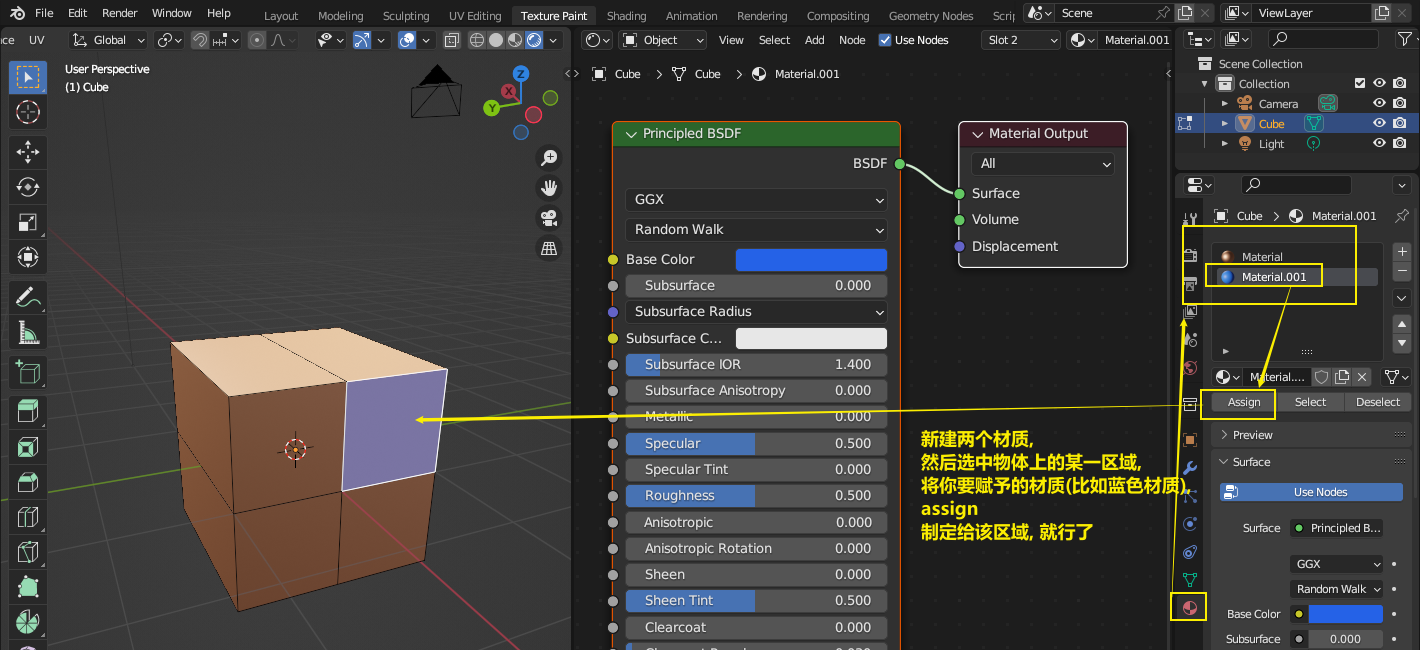 File Edit Render Window Help
Layout Modeling Sculpting UV Editing Texture Paint Shading Animation Rendering Compositing Geometry Nodes
Scene
ViewLayer
UV
Global
Object
View Select Add Node Use Nodes
Slot 2
Material.001
User Perspective
(1) Cube
Z
X
Y
Cube > Cube > Material.001
Principled BSDF
BSDF
GGX
Random Walk
Base Color
Subsurface 0.000
Subsurface Radius
Subsurface C...
Subsurface IOR 1.400
Subsurface Anisotropy 0.000
Metallic 0.000
Specular 0.500
Specular Tint 0.000
Roughness 0.500
Anisotropic 0.000
Anisotropic Rotation 0.000
Sheen 0.000
Sheen Tint 0.500
Clearcoat 0.000
Material Output
All
Surface
Volume
Displacement
新建两个材质,
然后选中物体上的某一区域,
将你要赋予的材质(比如蓝色材质),
assign
制定给该区域, 就行了
Scene Collection
Collection
Camera
Cube
Light
Cube > Material.001
Material
Material.001
Assign Select Deselect
Preview
Surface
Use Nodes
Surface Principled B...
GGX
Random Walk
Base Color
Subsurface 0.000